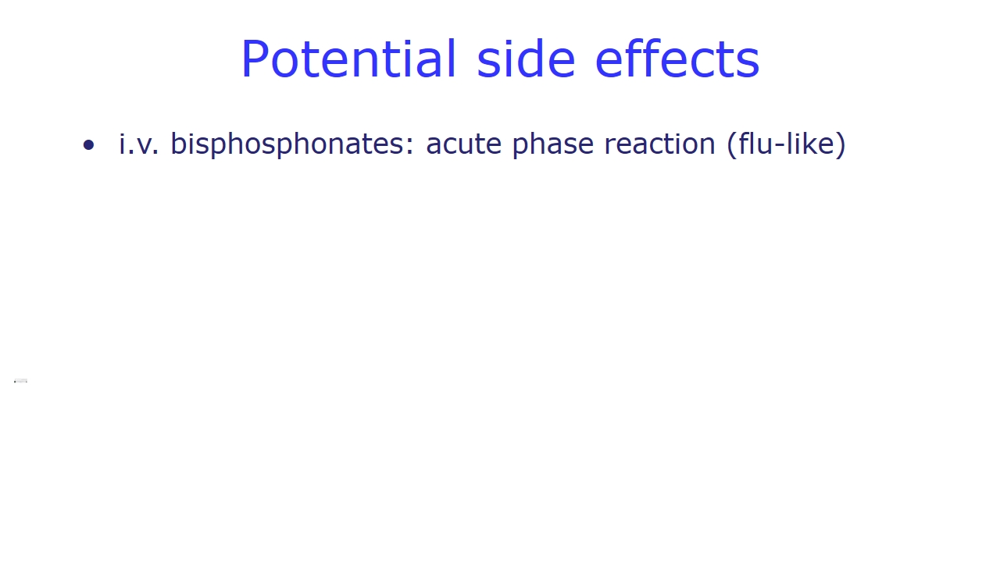 Potential side effects
• i.v. bisphosphonates: acute phase reaction (flu-like)